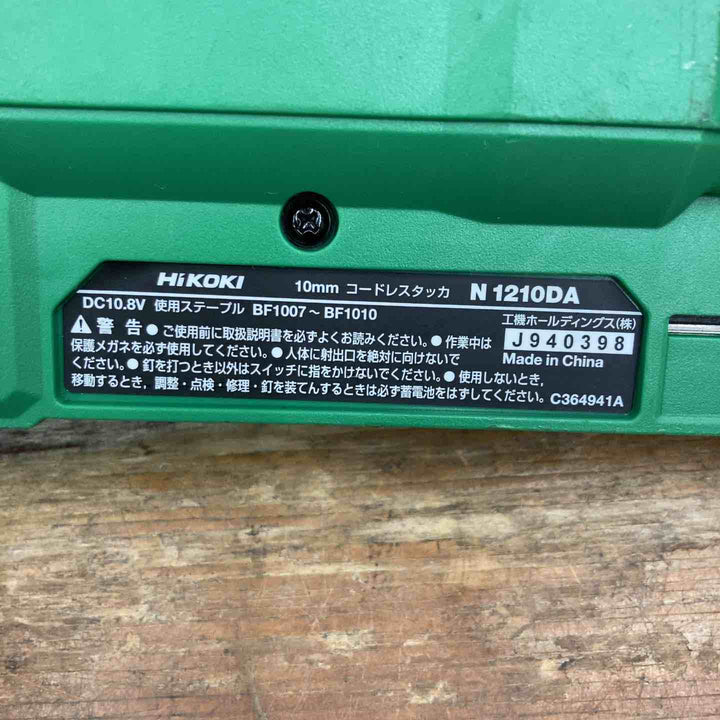 HiKOKI 10mm コードレスタッカ N 1210DA
DC10.8V 使用ステープル BF1007～BF1010 工機ホールディングス(株)
警告 ●ご使用前に取扱説明書を必ずよくお読みください。●作業中は J940398
保護メガネを必ず使用してください。●人体に射出口を絶対に向けないで Made in China
ください。●釘を打つとき以外はスイッチに指をかけないでください。●使用しないとき,
移動するとき,調整・点検・修理・釘を装てんするときは必ず蓄電池をはずしてください。 C364941A